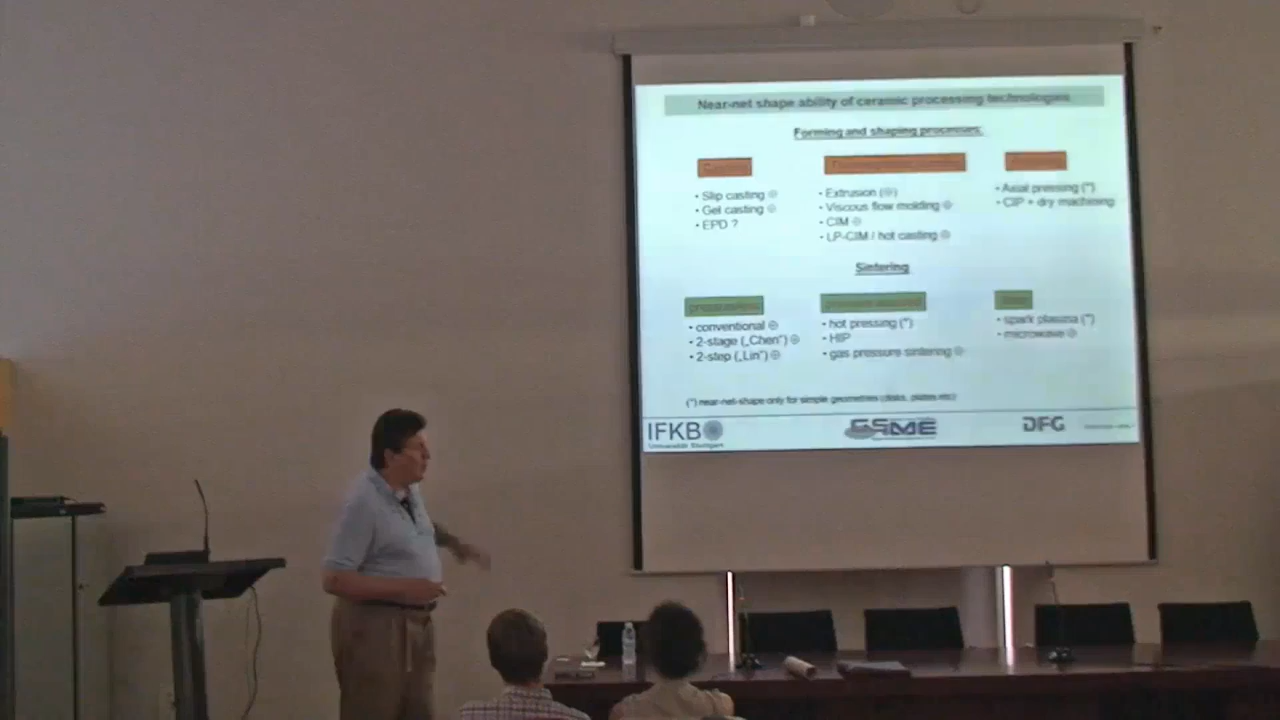 Near-net shape ability of ceramic processing technologies
Forming and shaping processes:
• Slip casting ⊕
• Gel casting ⊕
• EPD ?
• Extrusion (⊕)
• Viscous flow molding ⊕
• CIM ⊕
• LP-CIM / hot casting ⊕
• Axial pressing (*)
• CIP + dry machining
Sintering
pressureless
• conventional ⊕
• 2-stage („Chen") ⊕
• 2-step („Lin") ⊕
pressure assisted
• hot pressing (*)
• HIP
• gas pressure sintering ⊕
• spark plasma (*)
• microwave ⊕
(*) near-net-shape only for simple geometries (disks, plates etc)
IFKB
Universität Stuttgart
DFG